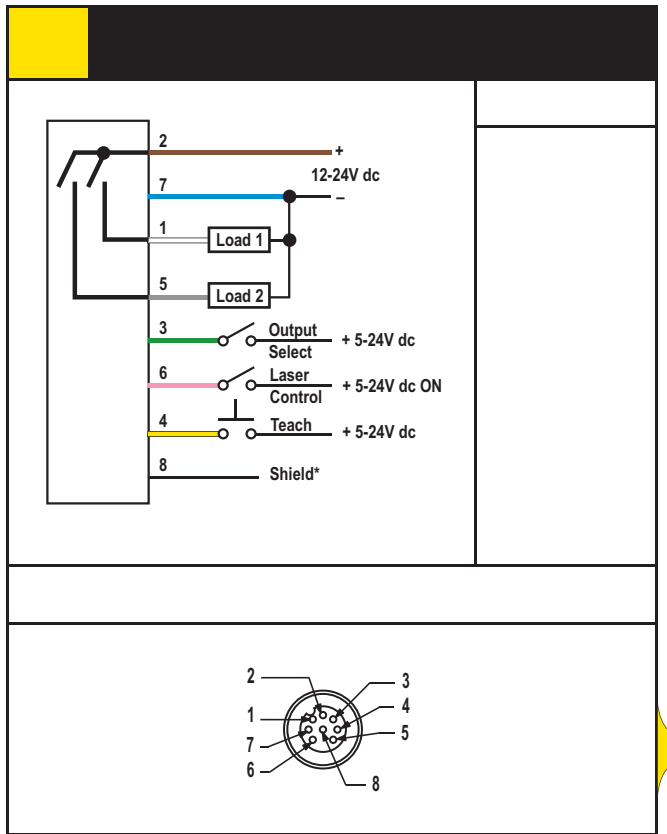 2
+
12-24V dc
7
–
1
Load 1
5
Load 2
3
Output
Select
+ 5-24V dc
6
Laser
Control
+ 5-24V dc ON
4
Teach
+ 5-24V dc
8
Shield*
2
3
1
4
7
5
6
8